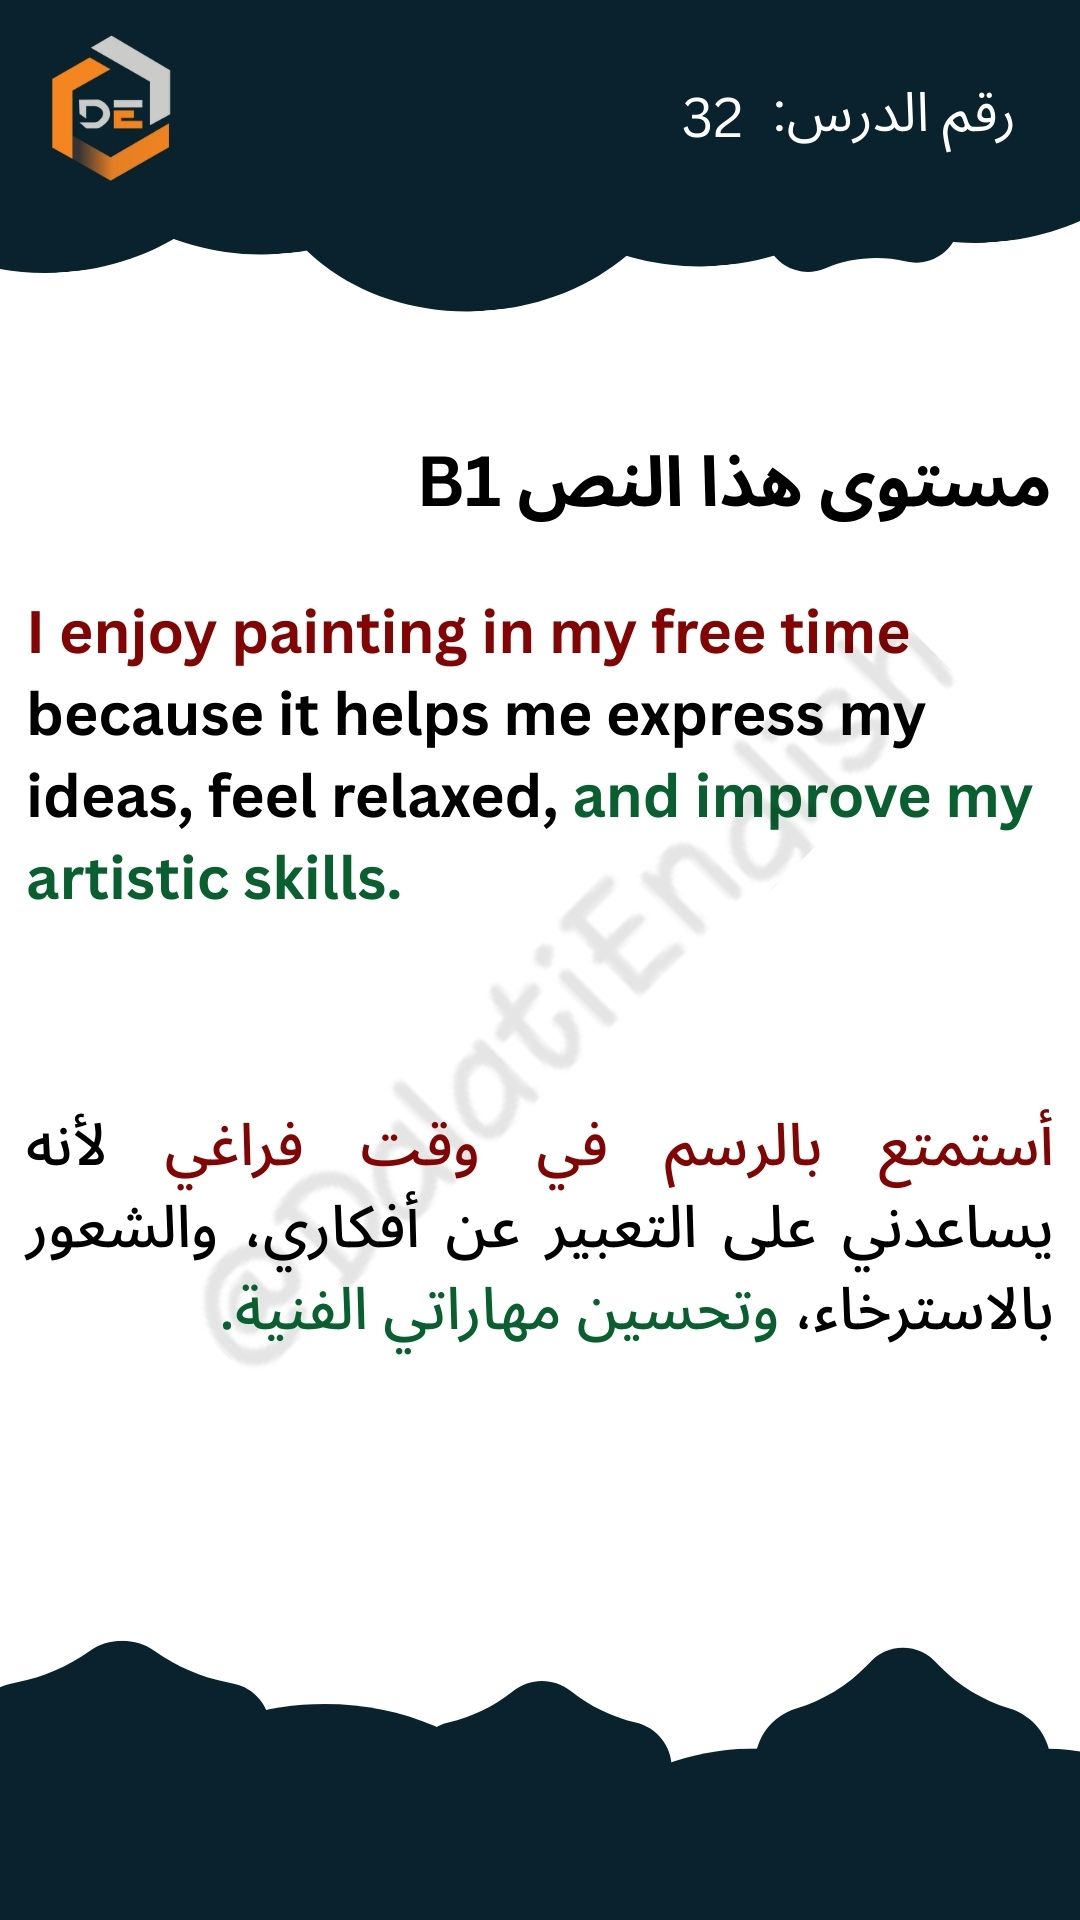 DE
رقم الدرس: 32
مستوى هذا النص B1
I enjoy painting in my free time
because it helps me express my
ideas, feel relaxed, and improve my
artistic skills.
أستمتع بالرسم في وقت فراغي لأنه
يساعدني على التعبير عن أفكاري، والشعور
بالاسترخاء، وتحسين مهاراتي الفنية.
@DalatiEnglish